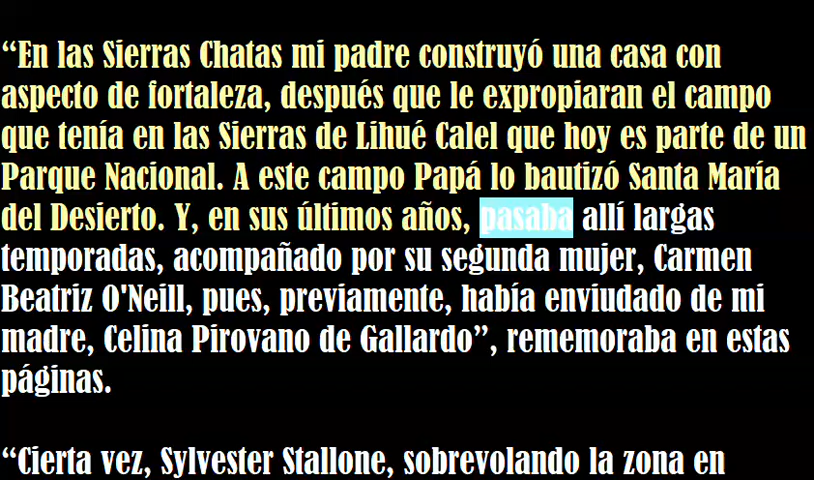 “En las Sierras Chatas mi padre construyó una casa con
aspecto de fortaleza, después que le expropiaran el campo
que tenía en las Sierras de Lihué Calel que hoy es parte de un
Parque Nacional. A este campo Papá lo bautizó Santa María
del Desierto. Y, en sus últimos años, pasaba allí largas
temporadas, acompañado por su segunda mujer, Carmen
Beatriz O'Neill, pues, previamente, había enviudado de mi
madre, Celina Pirovano de Gallardo”, rememoraba en estas
páginas.
“Cierta vez, Sylvester Stallone, sobrevolando la zona en